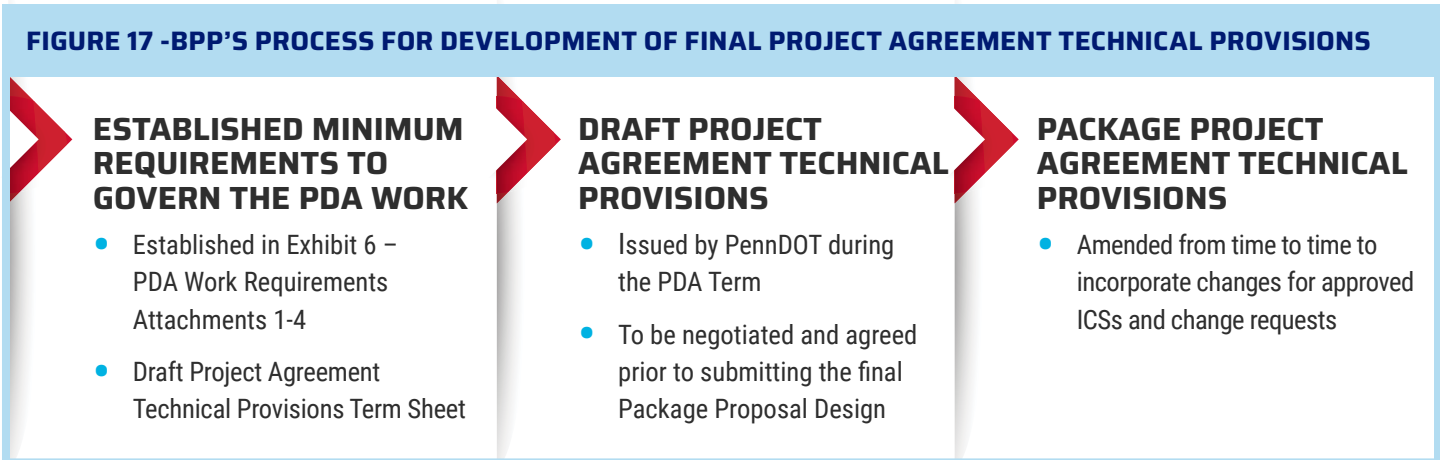 FIGURE 17 -BPP'S PROCESS FOR DEVELOPMENT OF FINAL PROJECT AGREEMENT TECHNICAL PROVISIONS
ESTABLISHED MINIMUM
REQUIREMENTS TO
GOVERN THE PDA WORK
• Established in Exhibit 6 –
PDA Work Requirements
Attachments 1-4
• Draft Project Agreement
Technical Provisions Term Sheet
DRAFT PROJECT
AGREEMENT TECHNICAL
PROVISIONS
• Issued by PennDOT during
the PDA Term
• To be negotiated and agreed
prior to submitting the final
Package Proposal Design
PACKAGE PROJECT
AGREEMENT TECHNICAL
PROVISIONS
• Amended from time to time to
incorporate changes for approved
ICSs and change requests